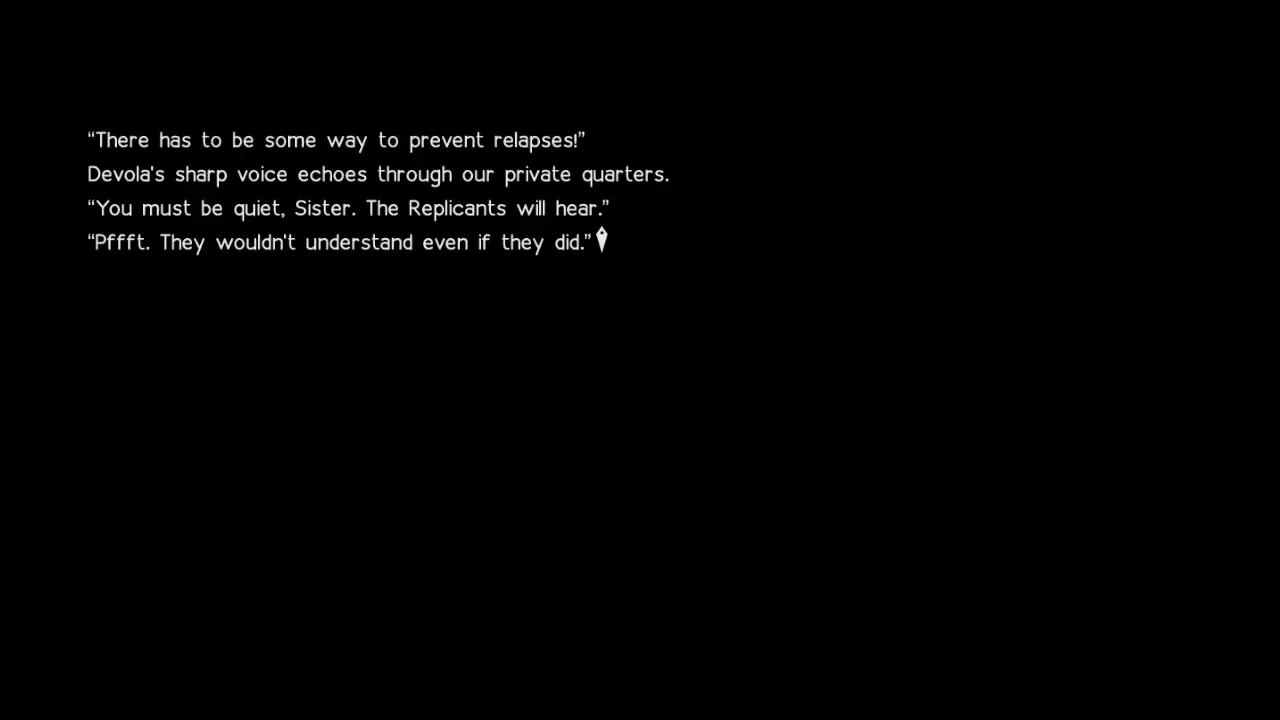 “There has to be some way to prevent relapses!”
Devola's sharp voice echoes through our private quarters.
“You must be quiet, Sister. The Replicants will hear.”
“Pffft. They wouldn't understand even if they did.”